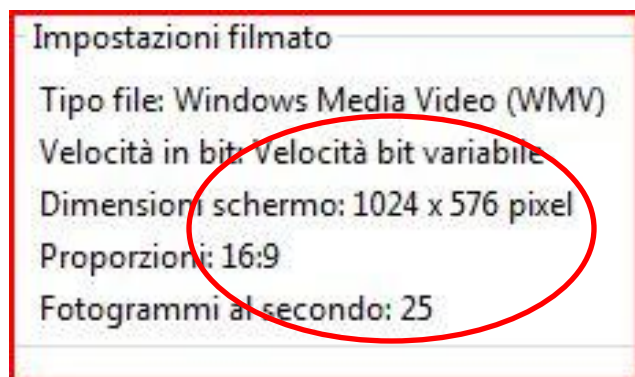 Impostazioni filmato
Tipo file: Windows Media Video (WMV)
Velocità in bit: Velocità bit variabile
Dimensioni schermo: 1024 x 576 pixel
Proporzioni: 16:9
Fotogrammi al secondo: 25